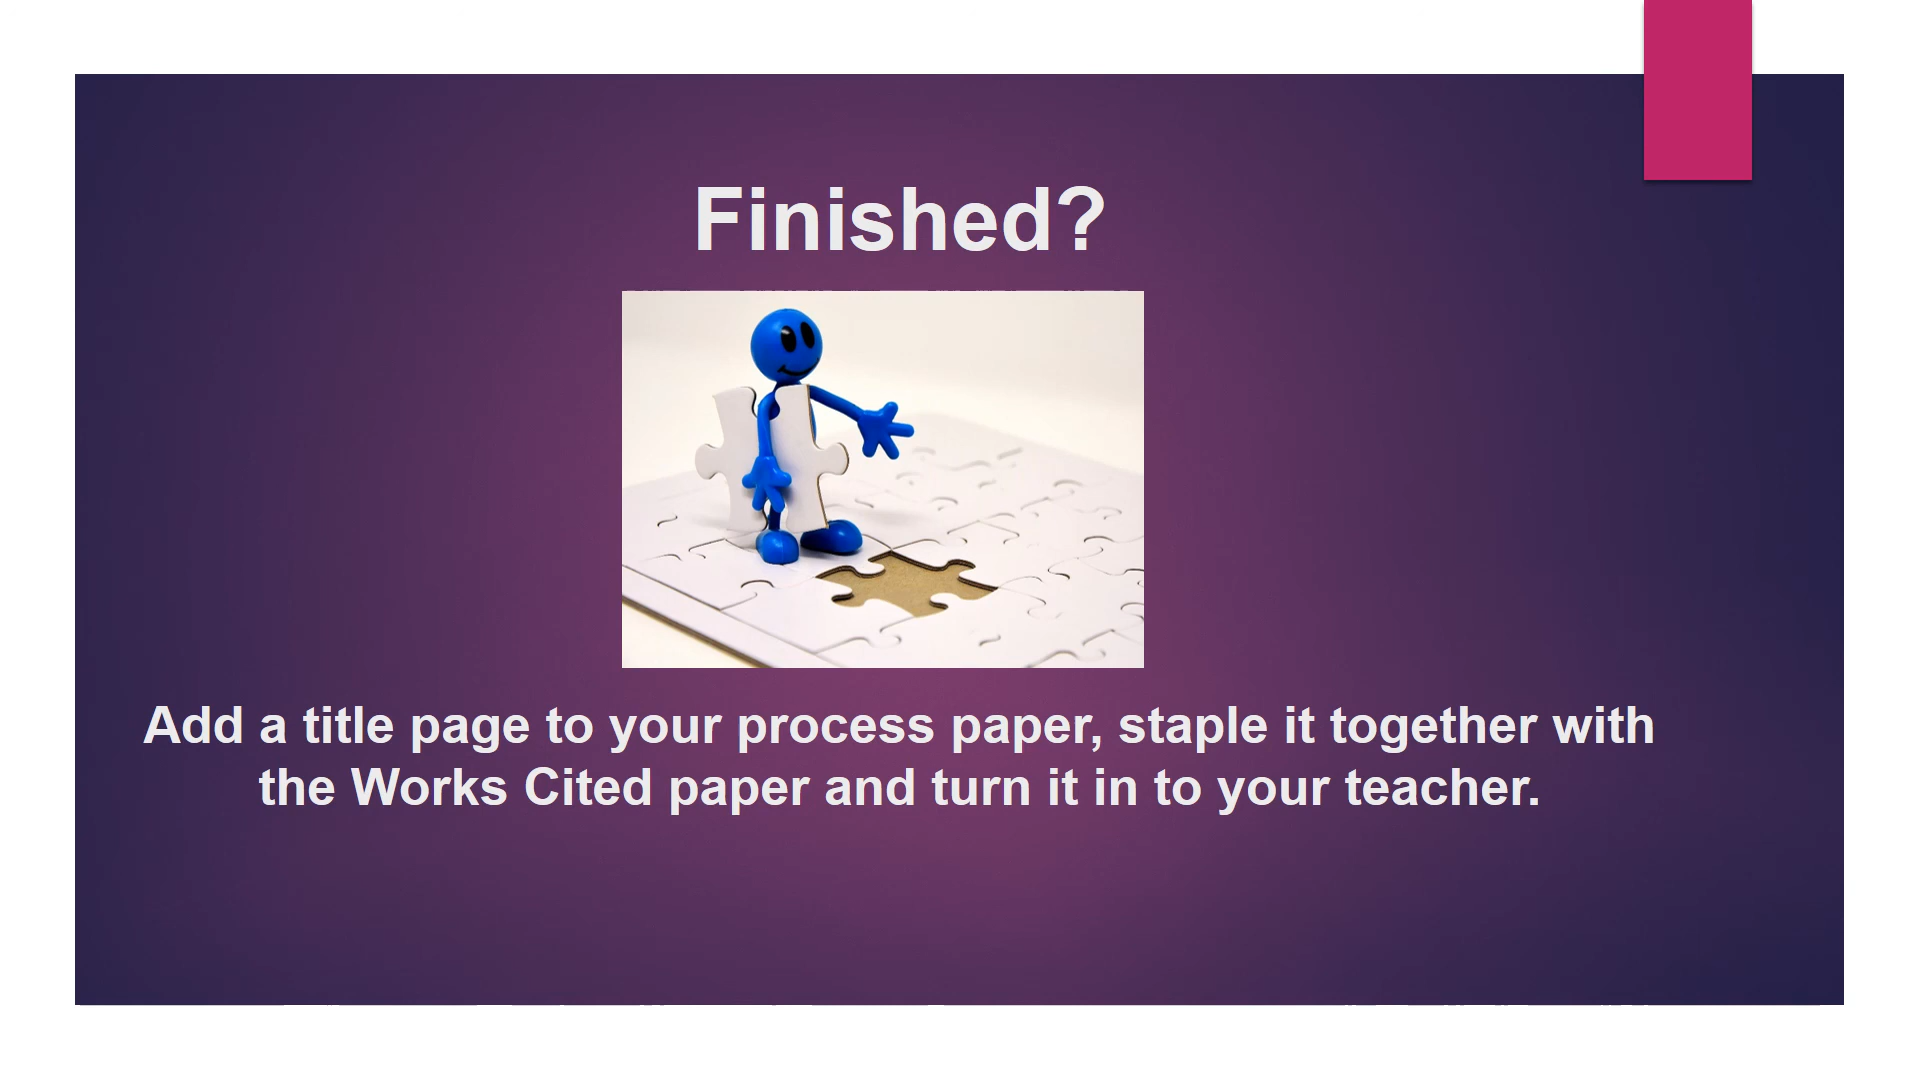 Finished?
Add a title page to your process paper, staple it together with
the Works Cited paper and turn it in to your teacher.